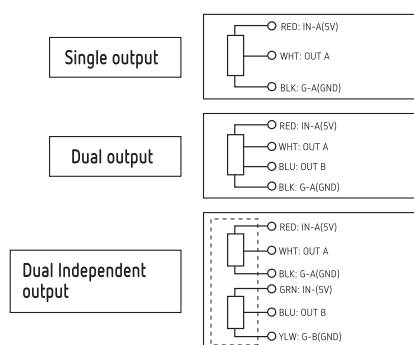 Single output
RED: IN-A(5V)
WHT: OUT A
BLK: G-A(GND)
Dual output
RED: IN-A(5V)
WHT: OUT A
BLU: OUT B
BLK: G-A(GND)
Dual Independent
output
RED: IN-A(5V)
WHT: OUT A
BLK: G-A(GND)
GRN: IN-(5V)
BLU: OUT B
YLW: G-B(GND)